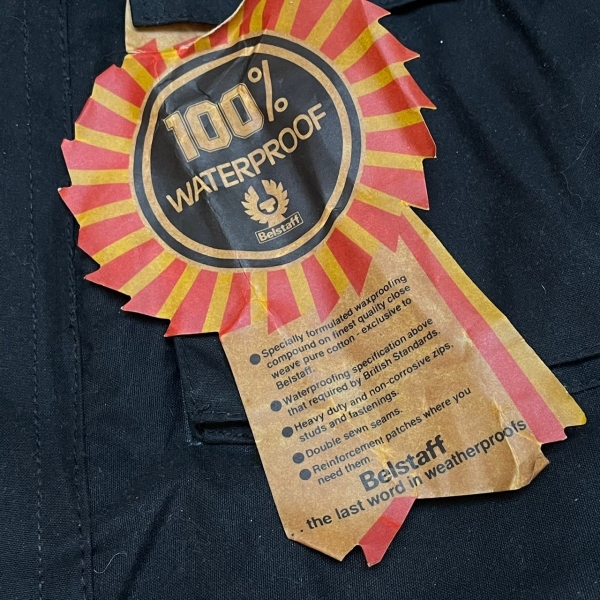 100%
WATERPROOF
Belstaff
● Specially formulated waxproofing
compound on finest quality close
weave pure cotton - exclusive to
Belstaff.
● Waterproofing specification above
that required by British Standards.
● Heavy duty and non-corrosive zips,
studs and fastenings.
● Double sewn seams.
● Reinforcement patches where you
● need them.
Belstaff
. . the last word in weatherproofs